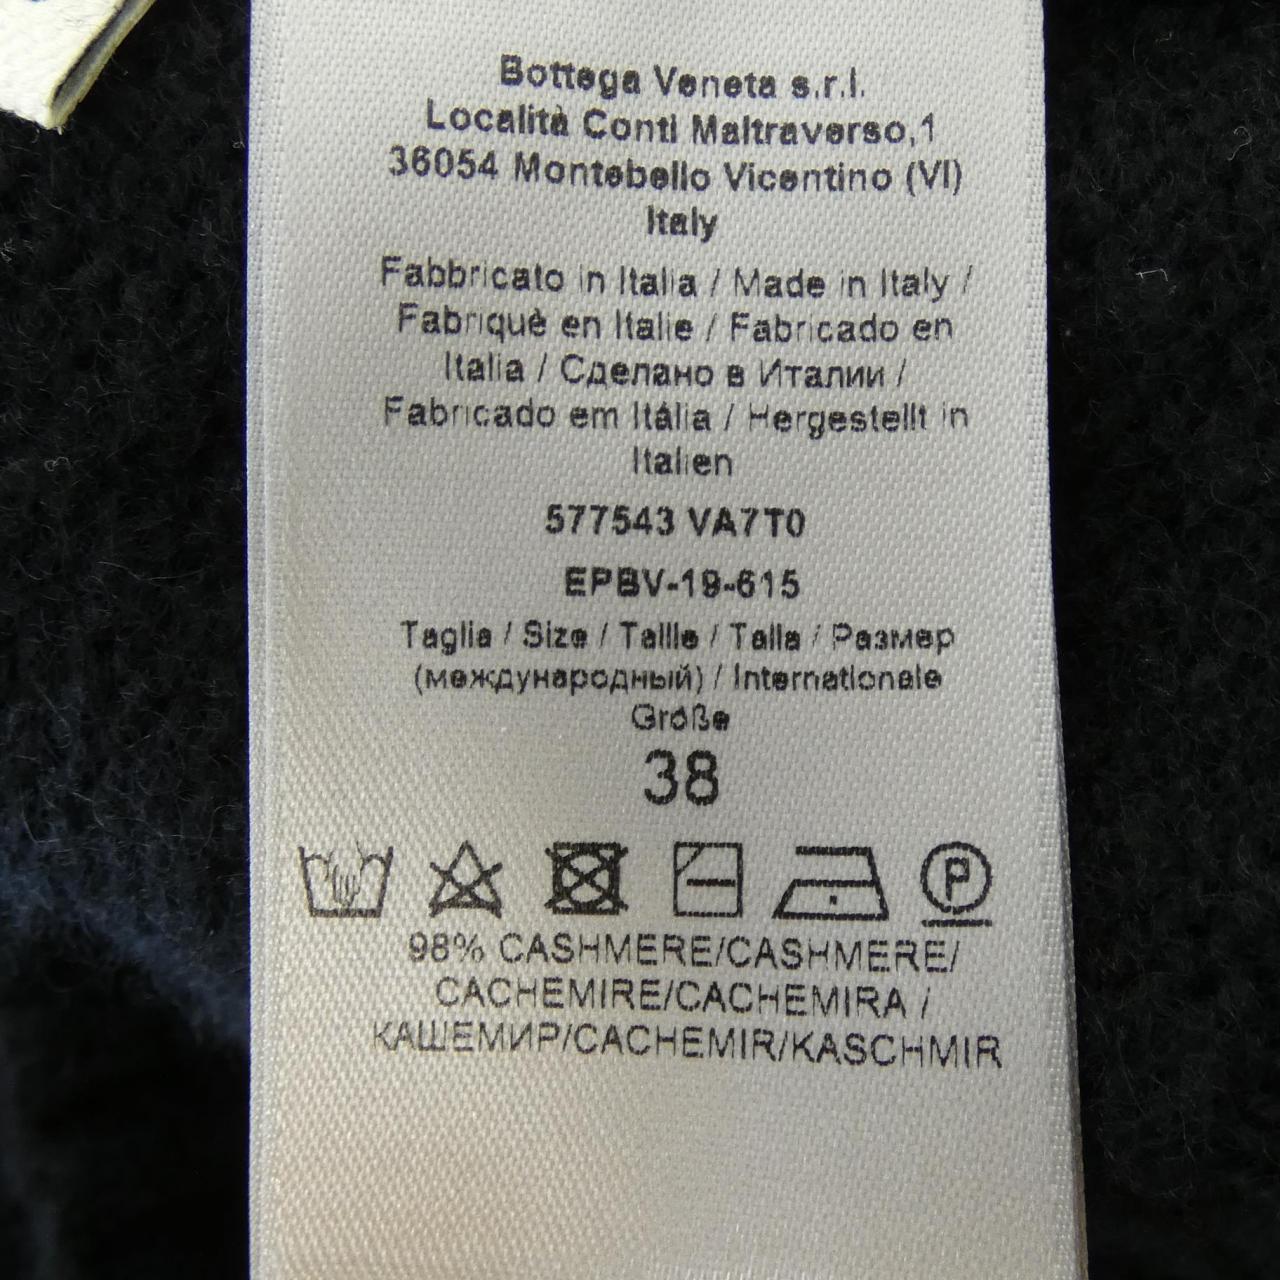 Bottega Veneta s.r.l.
Località Conti Maltraverso,1
36054 Montebello Vicentino (VI)
Italy
Fabbricato in Italia / Made in Italy /
Fabriquè en Italie / Fabricado en
Italia / Сделано в Италии /
Fabricado em Itália / Hergestellt in
Italien
577543 VA7T0
EPBV-19-615
Taglia / Size / Taille / Talla / Размер
(международный) / Internationale
Größe
38
P
98% CASHMERE/CASHMERE/
CACHEMIRE/CACHEMIRA /
КАШЕМИР/CACHEMIR/KASCHMIR